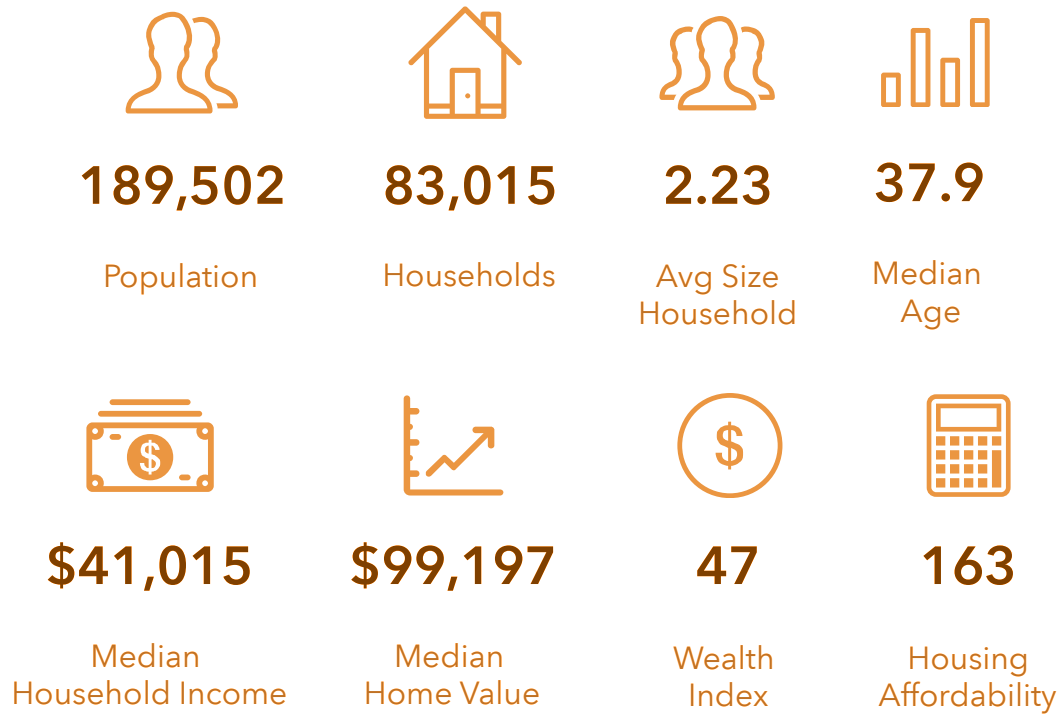 189,502
83,015
2.23
37.9
Population
Households
Avg Size
Household
Median
Age
$
$
$41,015
$99,197
47
163
Median
Household Income
Median
Home Value
Wealth
Index
Housing
Affordability